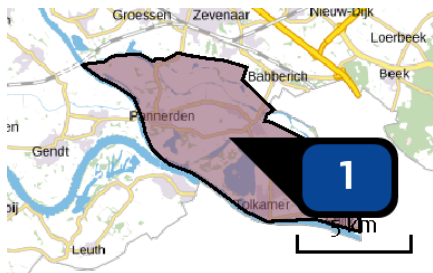 Groessen Zevenaar Nieuw-Dijk
Loerbeek
Babberich Beek
Pannerden
Gendt
1
Tolkamer
5 km
Leuth